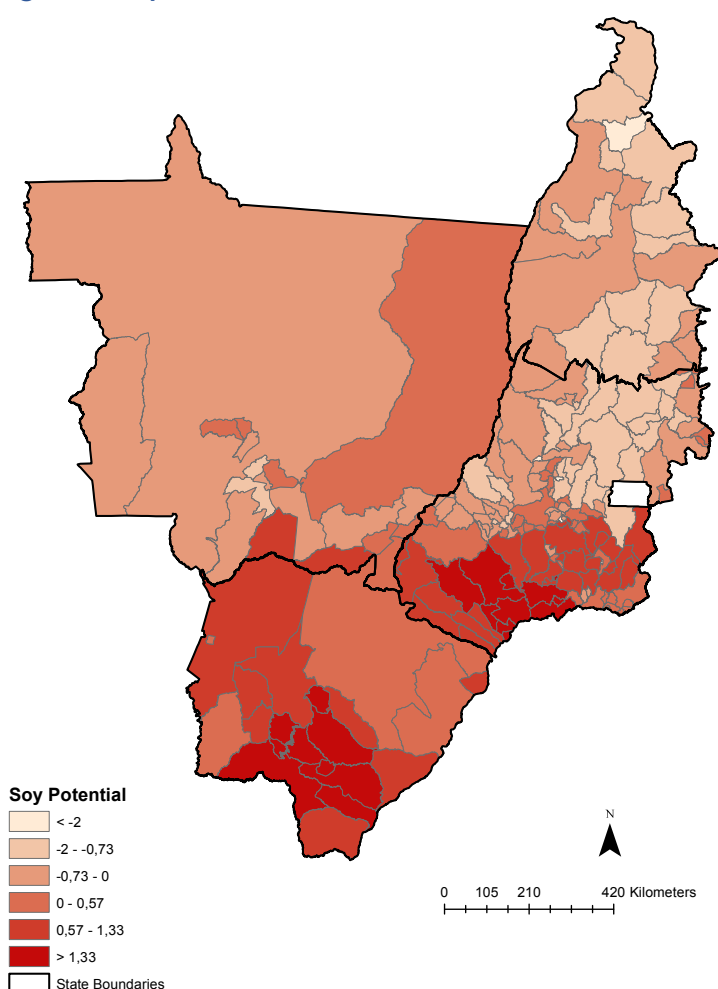 Soy Potential
< -2
-2 - -0,73
-0,73 - 0
0 - 0,57
0,57 - 1,33
> 1,33
State Boundaries
N
0 105 210 420 Kilometers